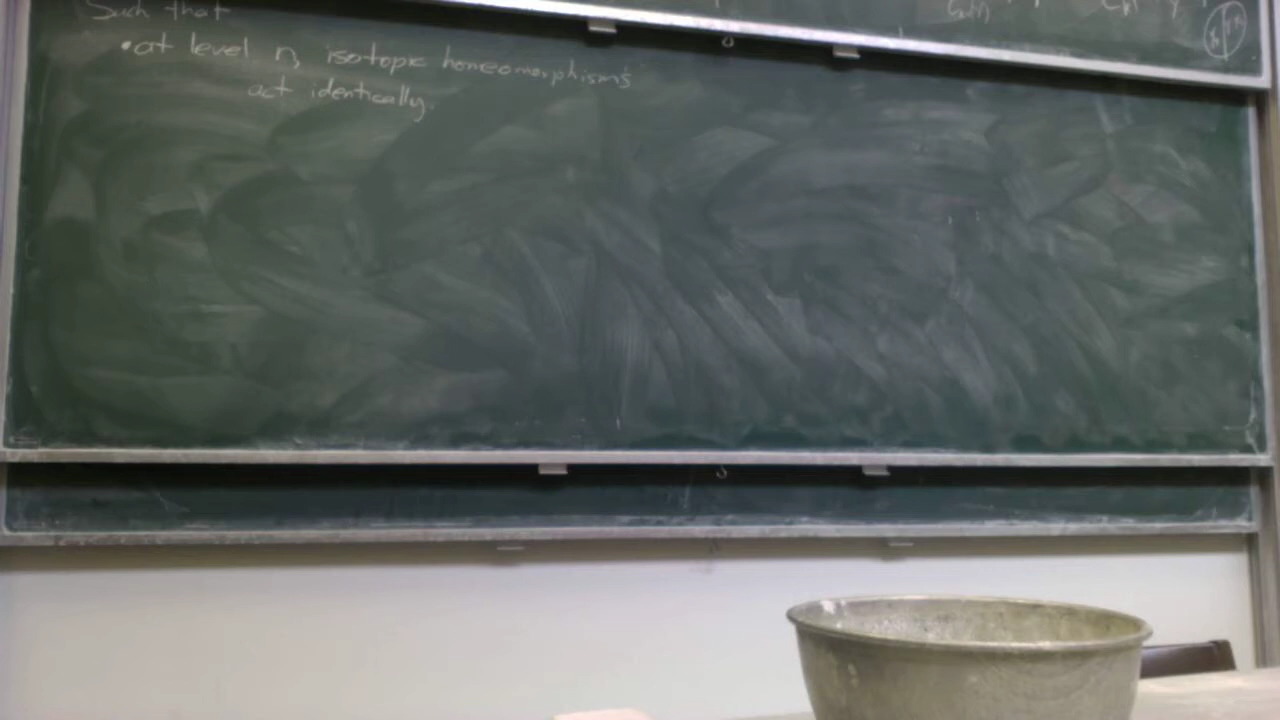 Such that
•at level n, isotopic homeomorphisms
act identically.